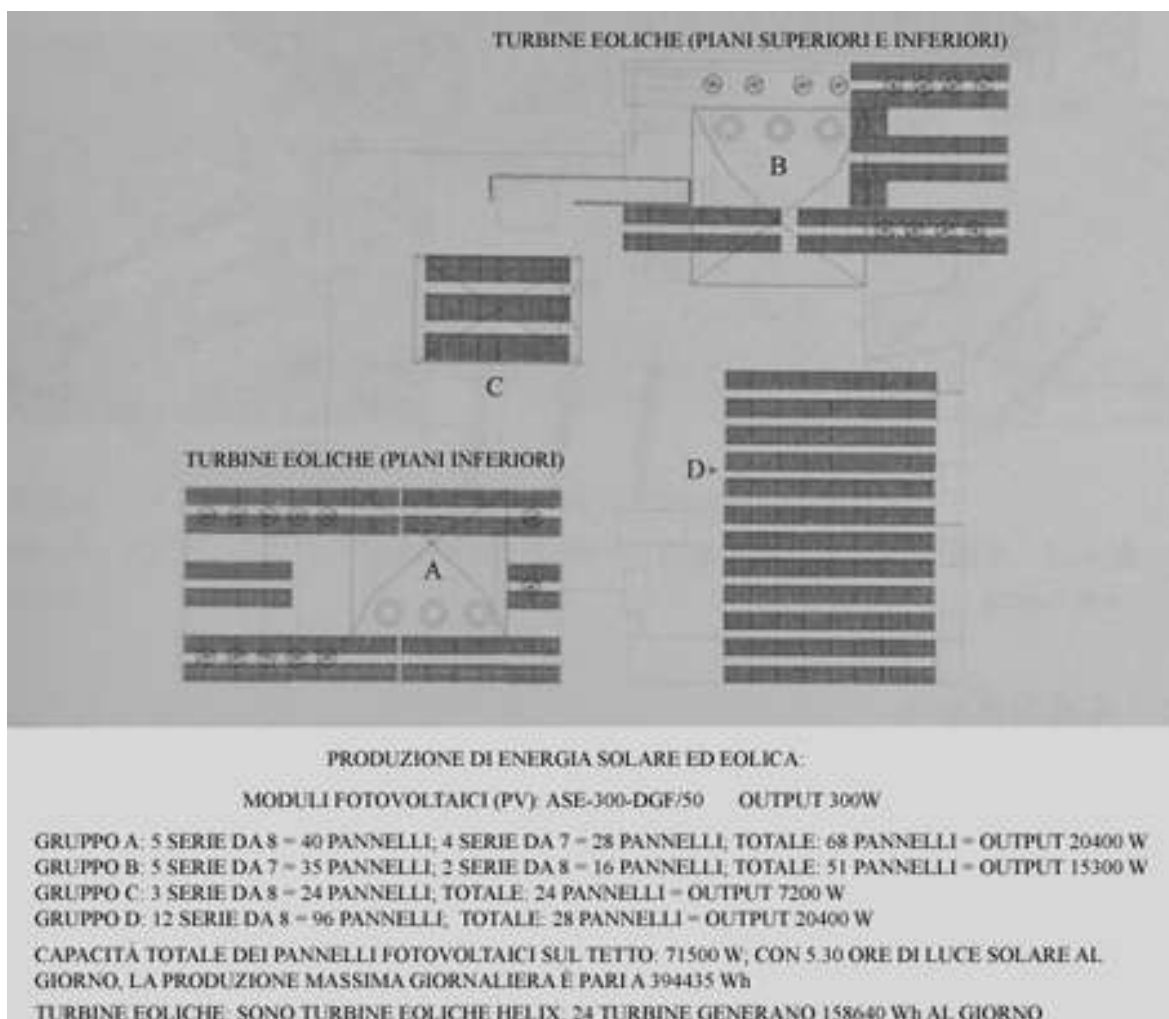 TURBINE EOLICHE (PIANI SUPERIORI E INFERIORI)
B
C
TURBINE EOLICHE (PIANI INFERIORI)
D
A
PRODUZIONE DI ENERGIA SOLARE ED EOLICA:
MODULI FOTOVOLTAICI (PV): ASE-300-DGF/50 OUTPUT 300W
GRUPPO A: 5 SERIE DA 8 = 40 PANNELLI; 4 SERIE DA 7 = 28 PANNELLI; TOTALE: 68 PANNELLI = OUTPUT 20400 W
GRUPPO B: 5 SERIE DA 7 = 35 PANNELLI; 2 SERIE DA 8 = 16 PANNELLI; TOTALE: 51 PANNELLI = OUTPUT 15300 W
GRUPPO C: 3 SERIE DA 8 = 24 PANNELLI; TOTALE: 24 PANNELLI = OUTPUT 7200 W
GRUPPO D: 12 SERIE DA 8 = 96 PANNELLI; TOTALE: 28 PANNELLI = OUTPUT 20400 W
CAPACITÀ TOTALE DEI PANNELLI FOTOVOLTAICI SUL TETTO: 71500 W; CON 5.30 ORE DI LUCE SOLARE AL
GIORNO, LA PRODUZIONE MASSIMA GIORNALIERA È PARI A 394435 Wh
TURBINE EOLICHE: SONO TURBINE EOLICHE HELIX: 24 TURBINE GENERANO 158640 Wh AL GIORNO